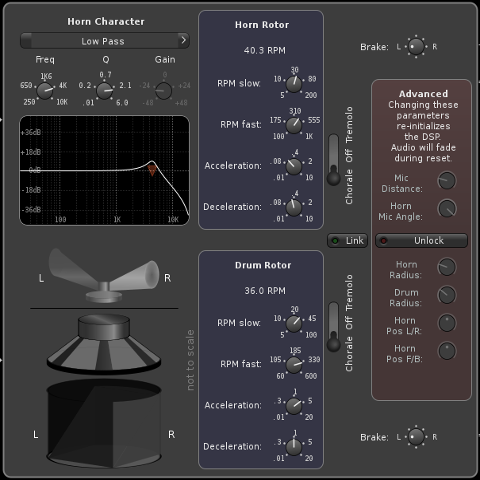 Horn Character
Low Pass
Freq Q Gain
1K6
650 4K
250 10K
0.7
0.2 2.1
.01 6.0
0
-24 +24
-48 +48
+36dB
+18dB
0dB
-18dB
-36dB
100 1K 10K
L R
L R
not to scale
Horn Rotor
40.3 RPM
RPM slow:
30
10 80
5 200
RPM fast:
310
175 555
100 1K
Acceleration:
.4
.08 2
.01 10
Deceleration:
.4
.08 2
.01 10
Drum Rotor
36.0 RPM
RPM slow:
20
10 45
5 100
RPM fast:
185
105 330
60 600
Acceleration:
1
.3 5
.01 20
Deceleration:
1
.3 5
.01 20
Brake: L R
Chorale Off Tremolo
Link
Chorale Off Tremolo
Brake: L R
Advanced
Changing these
parameters
re-initializes
the DSP.
Audio will fade
during reset.
Mic
Distance:
Horn
Mic Angle:
Unlock
Horn
Radius:
Drum
Radius:
Horn
Pos L/R:
Horn
Pos F/B: